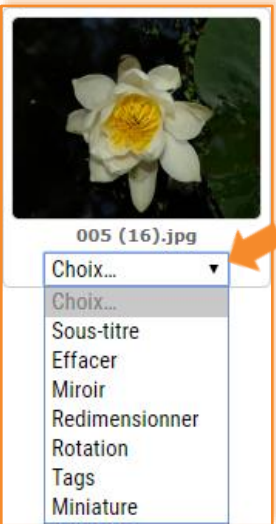 005 (16).jpg
Choix...
Choix...
Sous-titre
Effacer
Miroir
Redimensionner
Rotation
Tags
Miniature